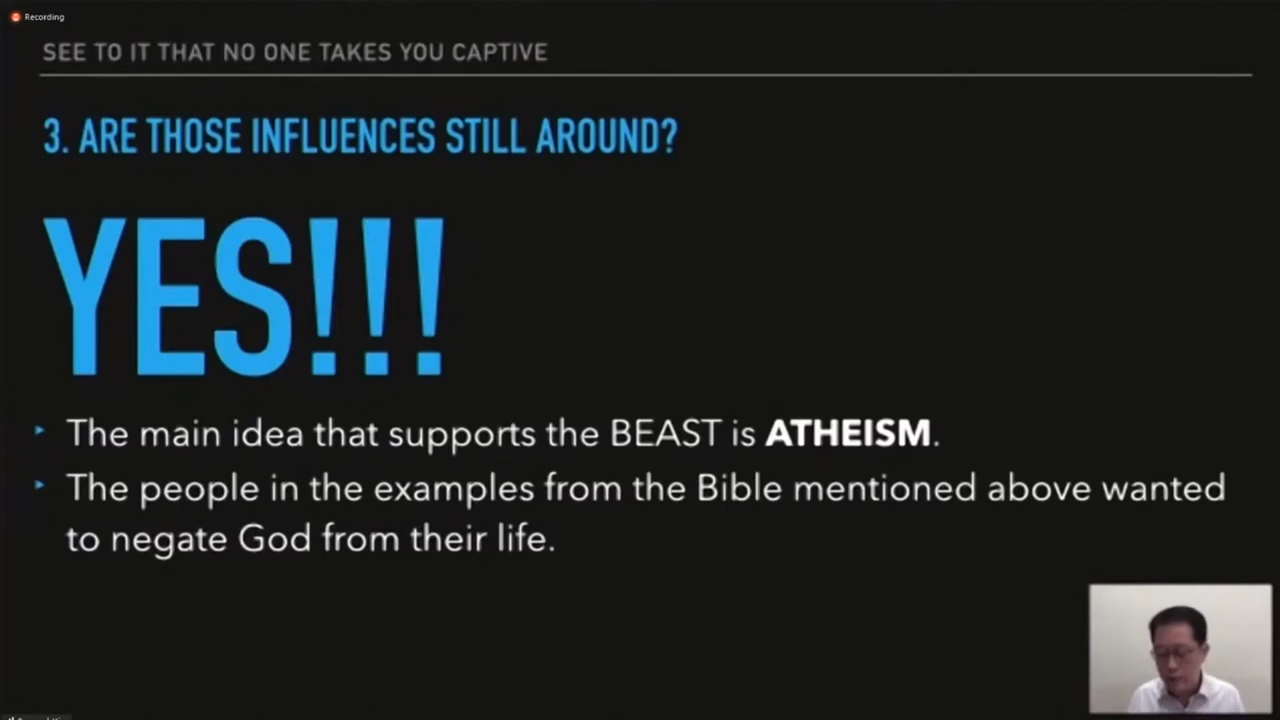 Recording
SEE TO IT THAT NO ONE TAKES YOU CAPTIVE
3. ARE THOSE INFLUENCES STILL AROUND?
YES!!!
‣ The main idea that supports the BEAST is ATHEISM.
‣ The people in the examples from the Bible mentioned above wanted
to negate God from their life.